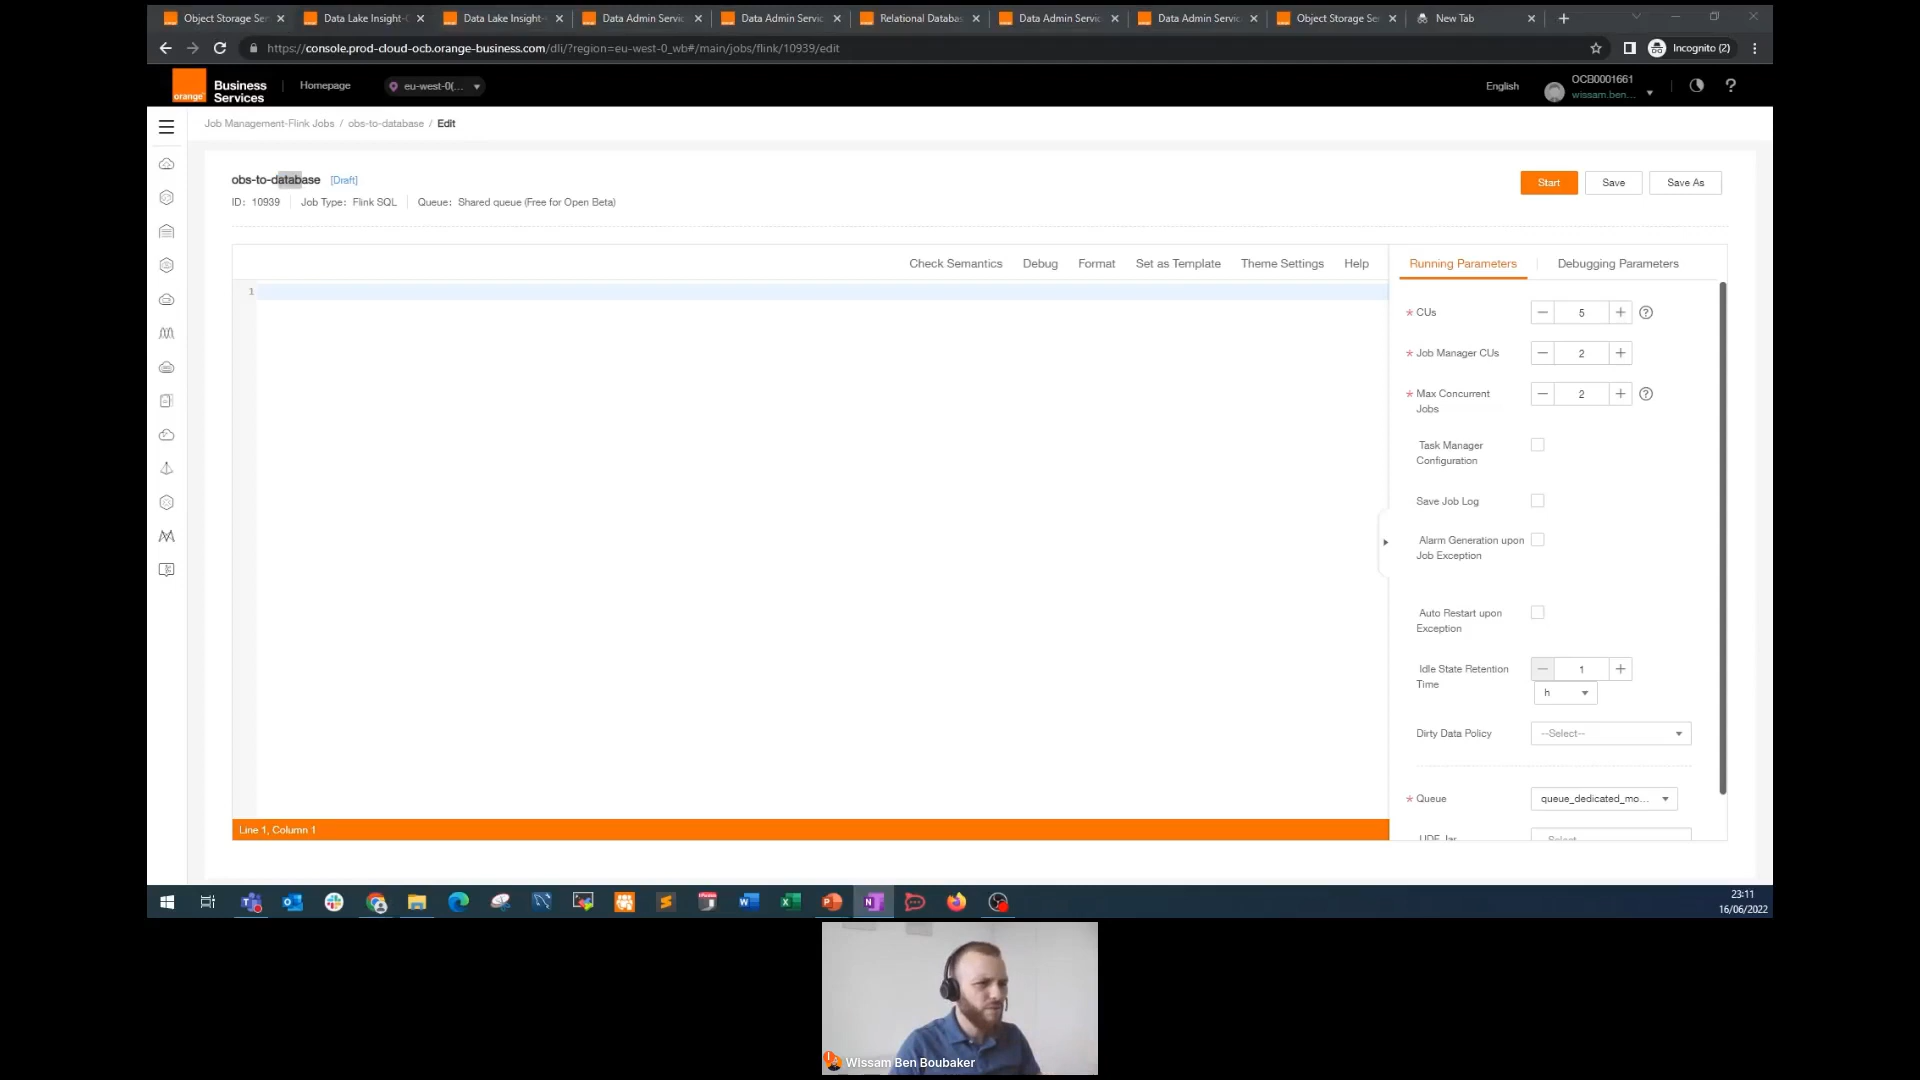 Object Storage Ser
Data Lake Insight-
Data Lake Insight-
Data Admin Servic
Data Admin Servic
Relational Databas
Data Admin Servic
Data Admin Servic
Object Storage Se
New Tab
https://console.prod-cloud-ocb.orange-business.com/dli/?region=eu-west-0_wb#/main/jobs/flink/10939/edit
Incognito (2)
orange
Business
Services
Homepage
eu-west-0(...
English
OCB0001661
wissam.ben...
Job Management-Flink Jobs / obs-to-database / Edit
obs-to-database [Draft]
Start
Save
Save As
ID: 10939 Job Type: Flink SQL Queue: Shared queue (Free for Open Beta)
Check Semantics Debug Format Set as Template Theme Settings Help
Running Parameters
Debugging Parameters
1
* CUs
5
* Job Manager CUs
2
* Max Concurrent
Jobs
2
Task Manager
Configuration
Save Job Log
Alarm Generation upon
Job Exception
Auto Restart upon
Exception
Idle State Retention
Time
1
h
Dirty Data Policy
--Select--
* Queue
queue_dedicated_mo...
UDF Jar
Select
Line 1, Column 1
23:11
16/06/2022
Wissam Ben Boubaker